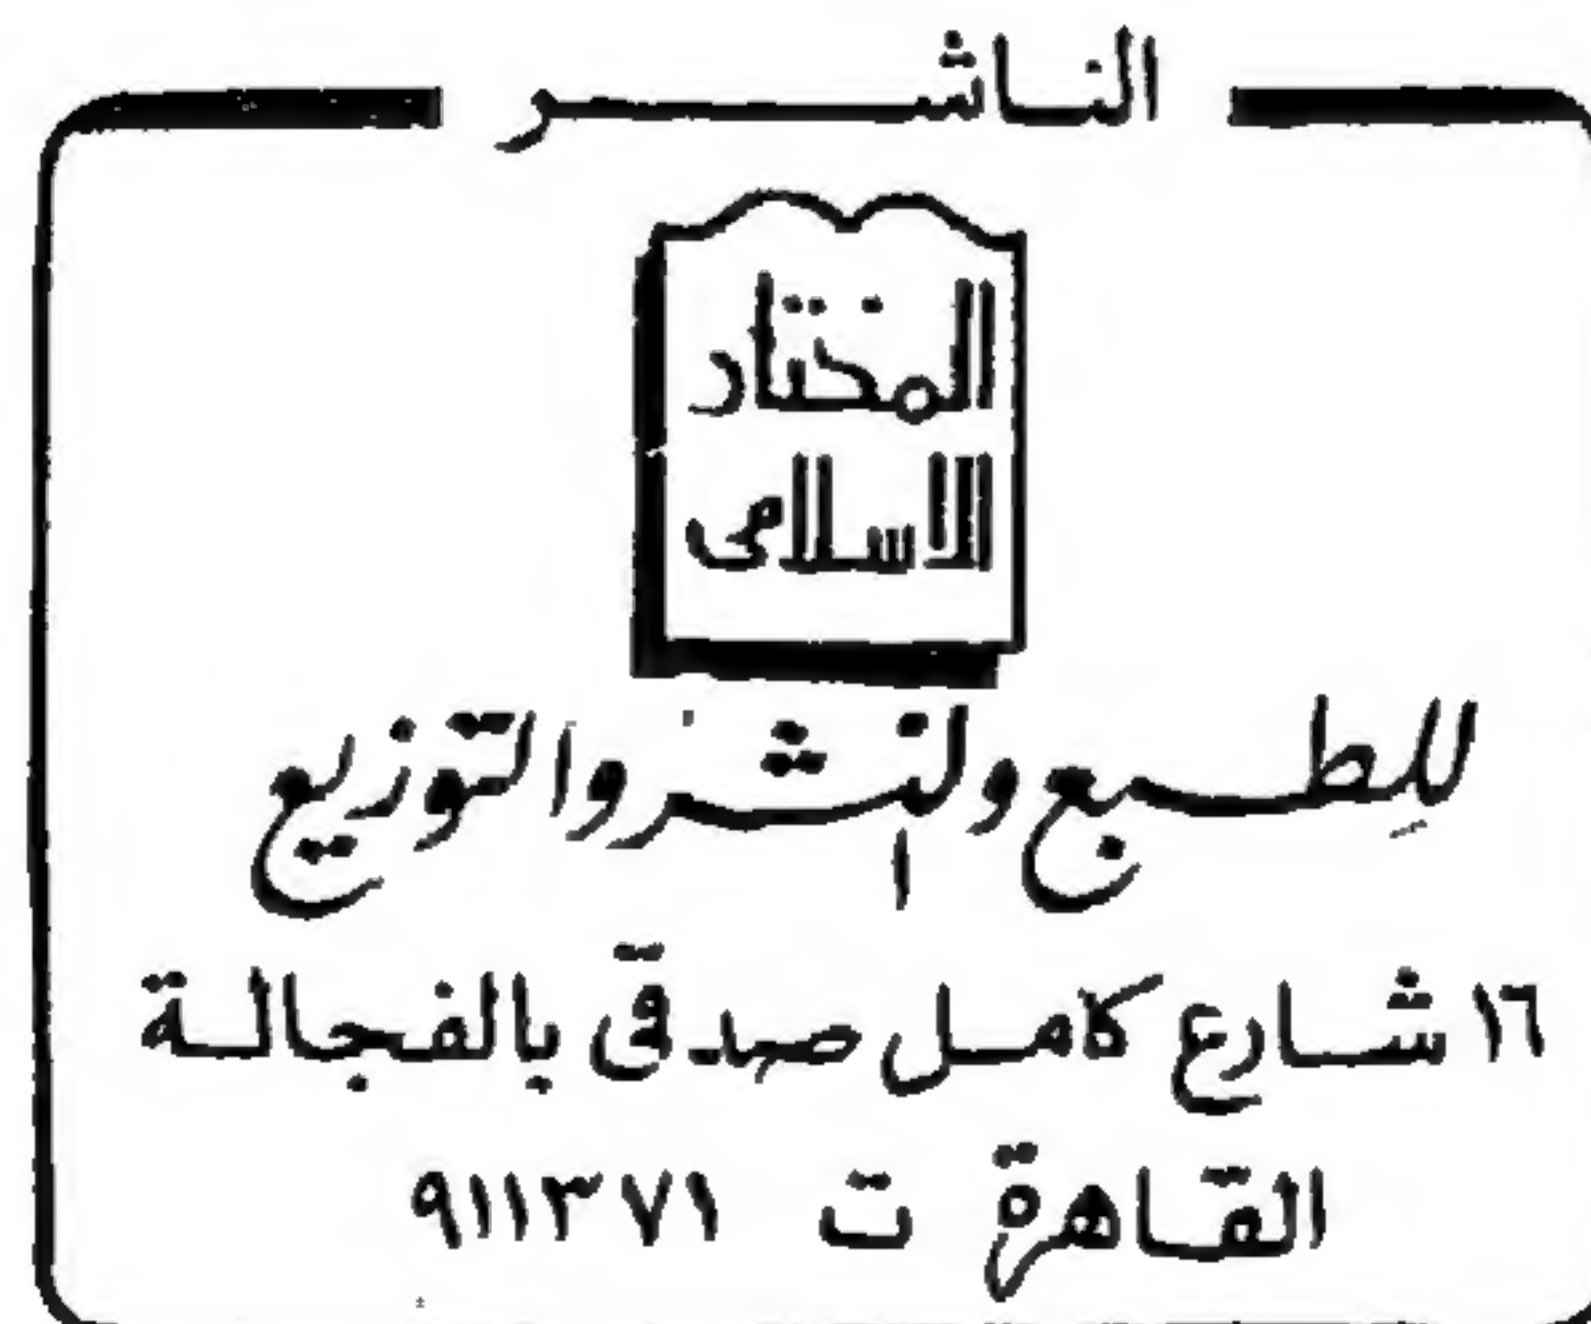 الناشر
المختار
الاسلامى
للطبع والنشر والتوزيع
١٦ شارع كامل صدقى بالفجالة
القاهرة ت ٩١١٣٧١